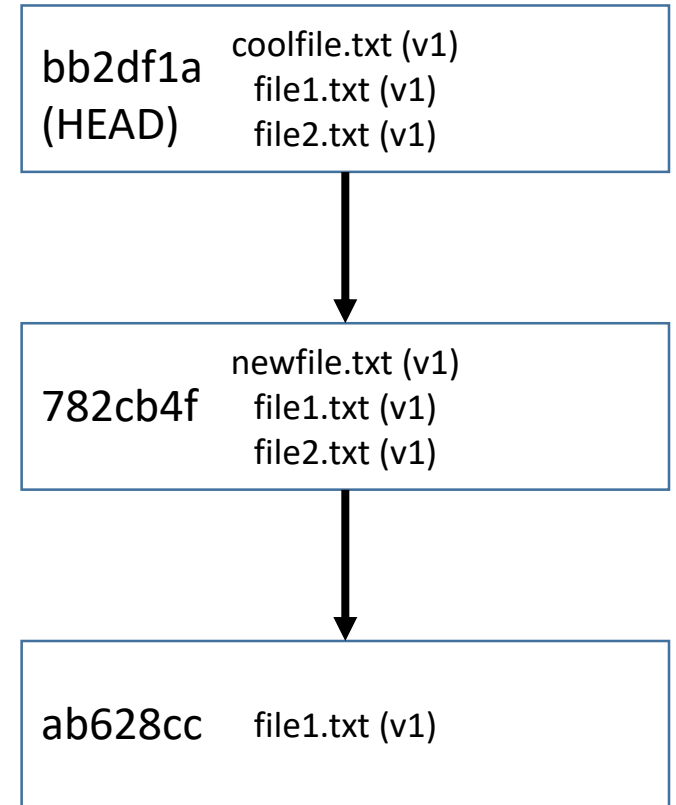 bb2df1a
(HEAD)
coolfile.txt (v1)
file1.txt (v1)
file2.txt (v1)
782cb4f
newfile.txt (v1)
file1.txt (v1)
file2.txt (v1)
ab628cc
file1.txt (v1)